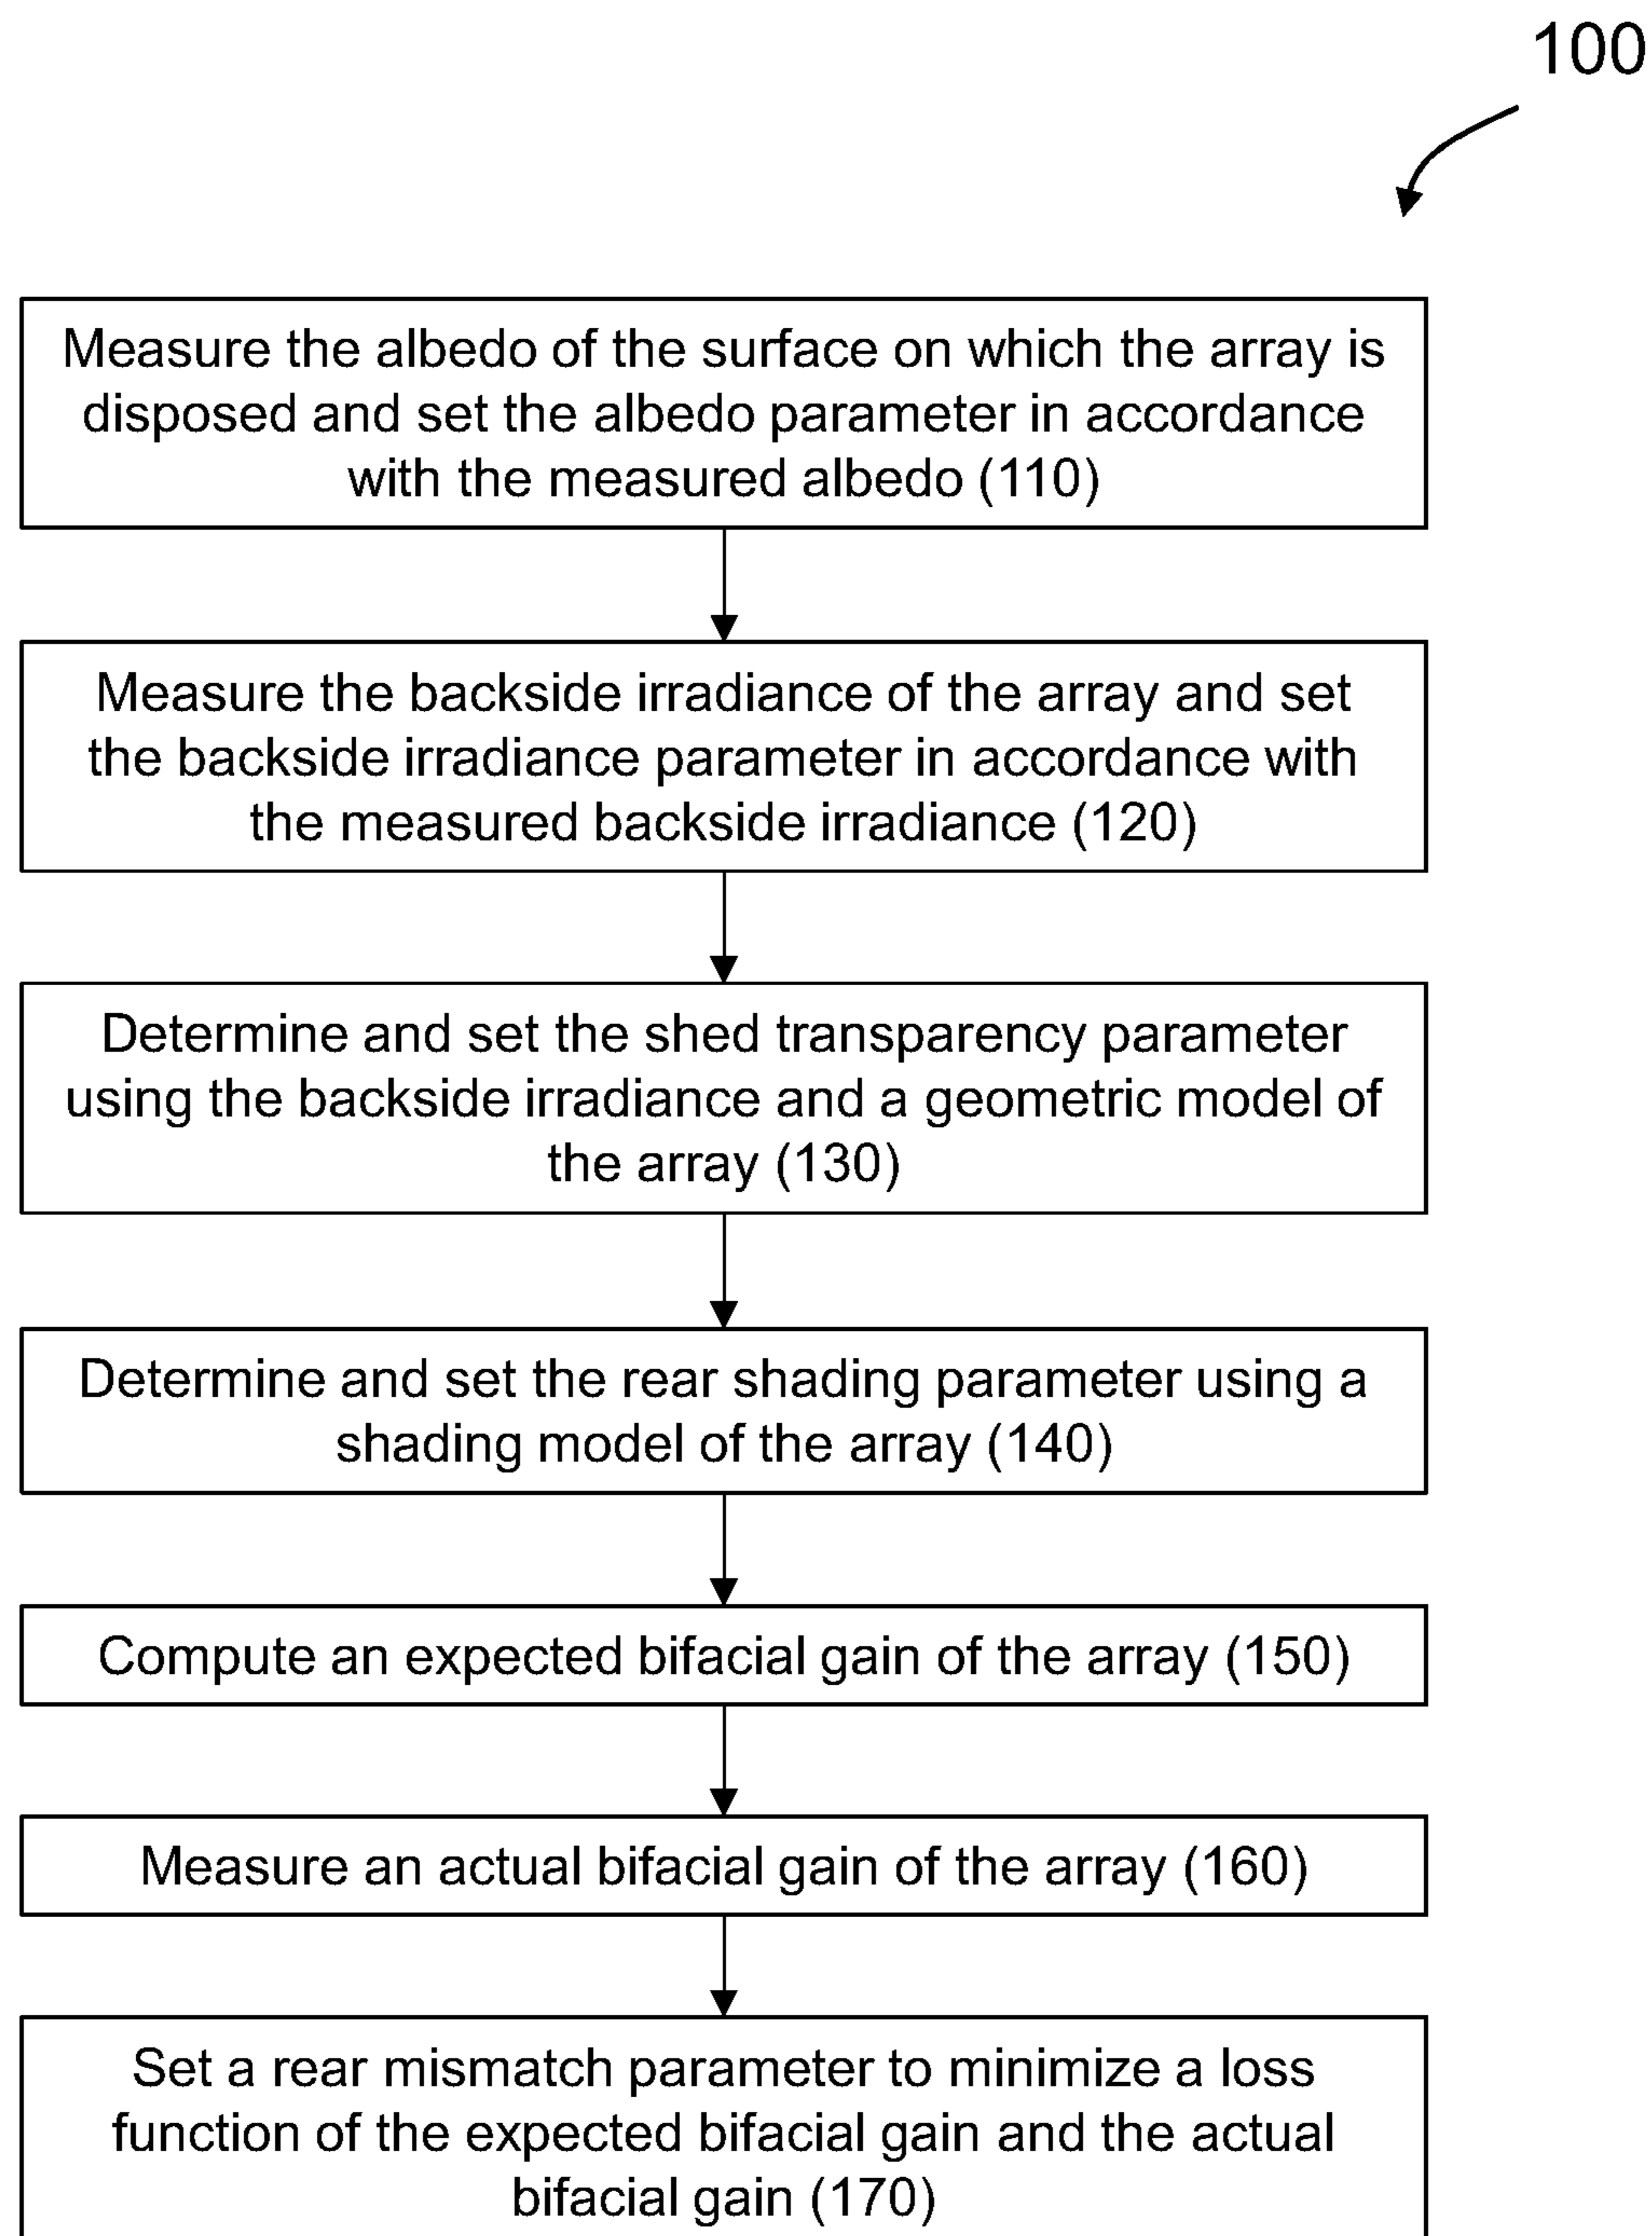 100
Measure the albedo of the surface on which the array is
disposed and set the albedo parameter in accordance
with the measured albedo (110)
Measure the backside irradiance of the array and set
the backside irradiance parameter in accordance with
the measured backside irradiance (120)
Determine and set the shed transparency parameter
using the backside irradiance and a geometric model of
the array (130)
Determine and set the rear shading parameter using a
shading model of the array (140)
Compute an expected bifacial gain of the array (150)
Measure an actual bifacial gain of the array (160)
Set a rear mismatch parameter to minimize a loss
function of the expected bifacial gain and the actual
bifacial gain (170)